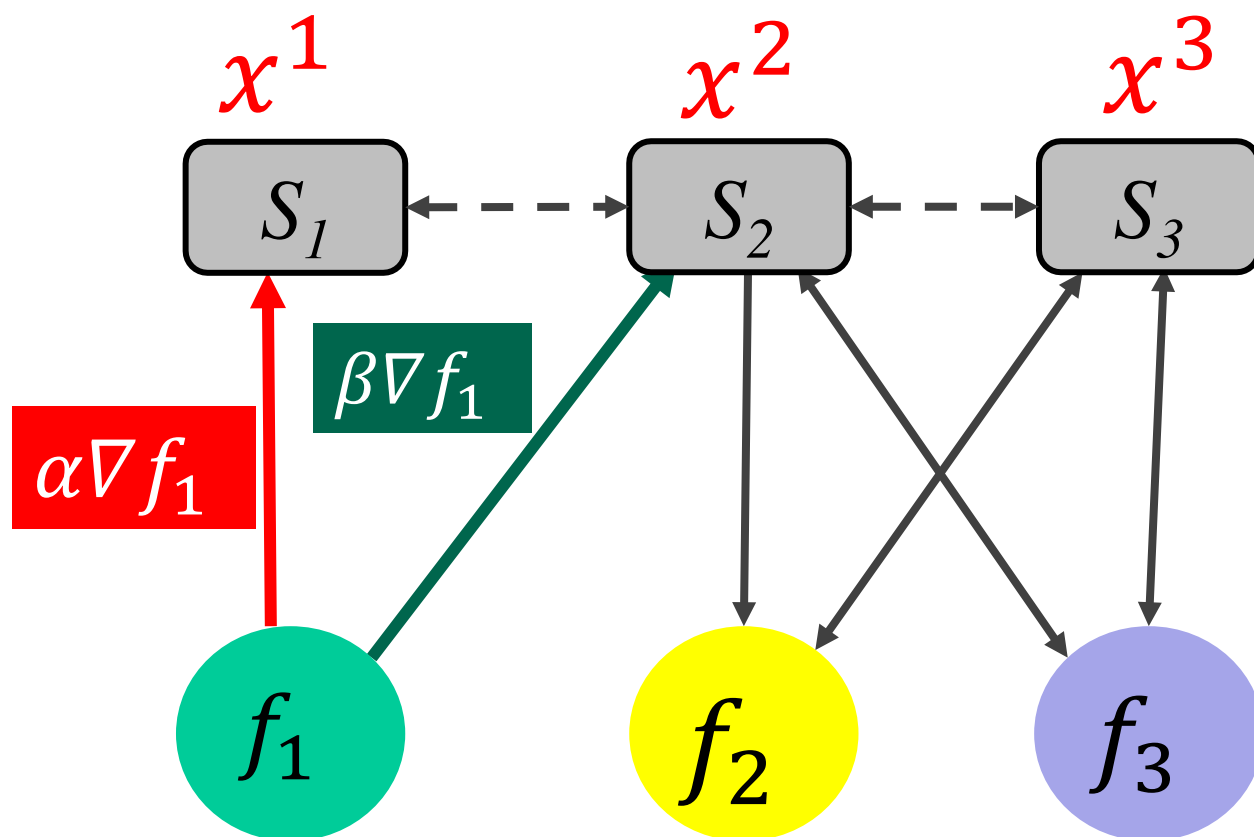 x¹ x² x³
S₁ S₂ S₃
β∇f₁
α∇f₁
f₁ f₂ f₃